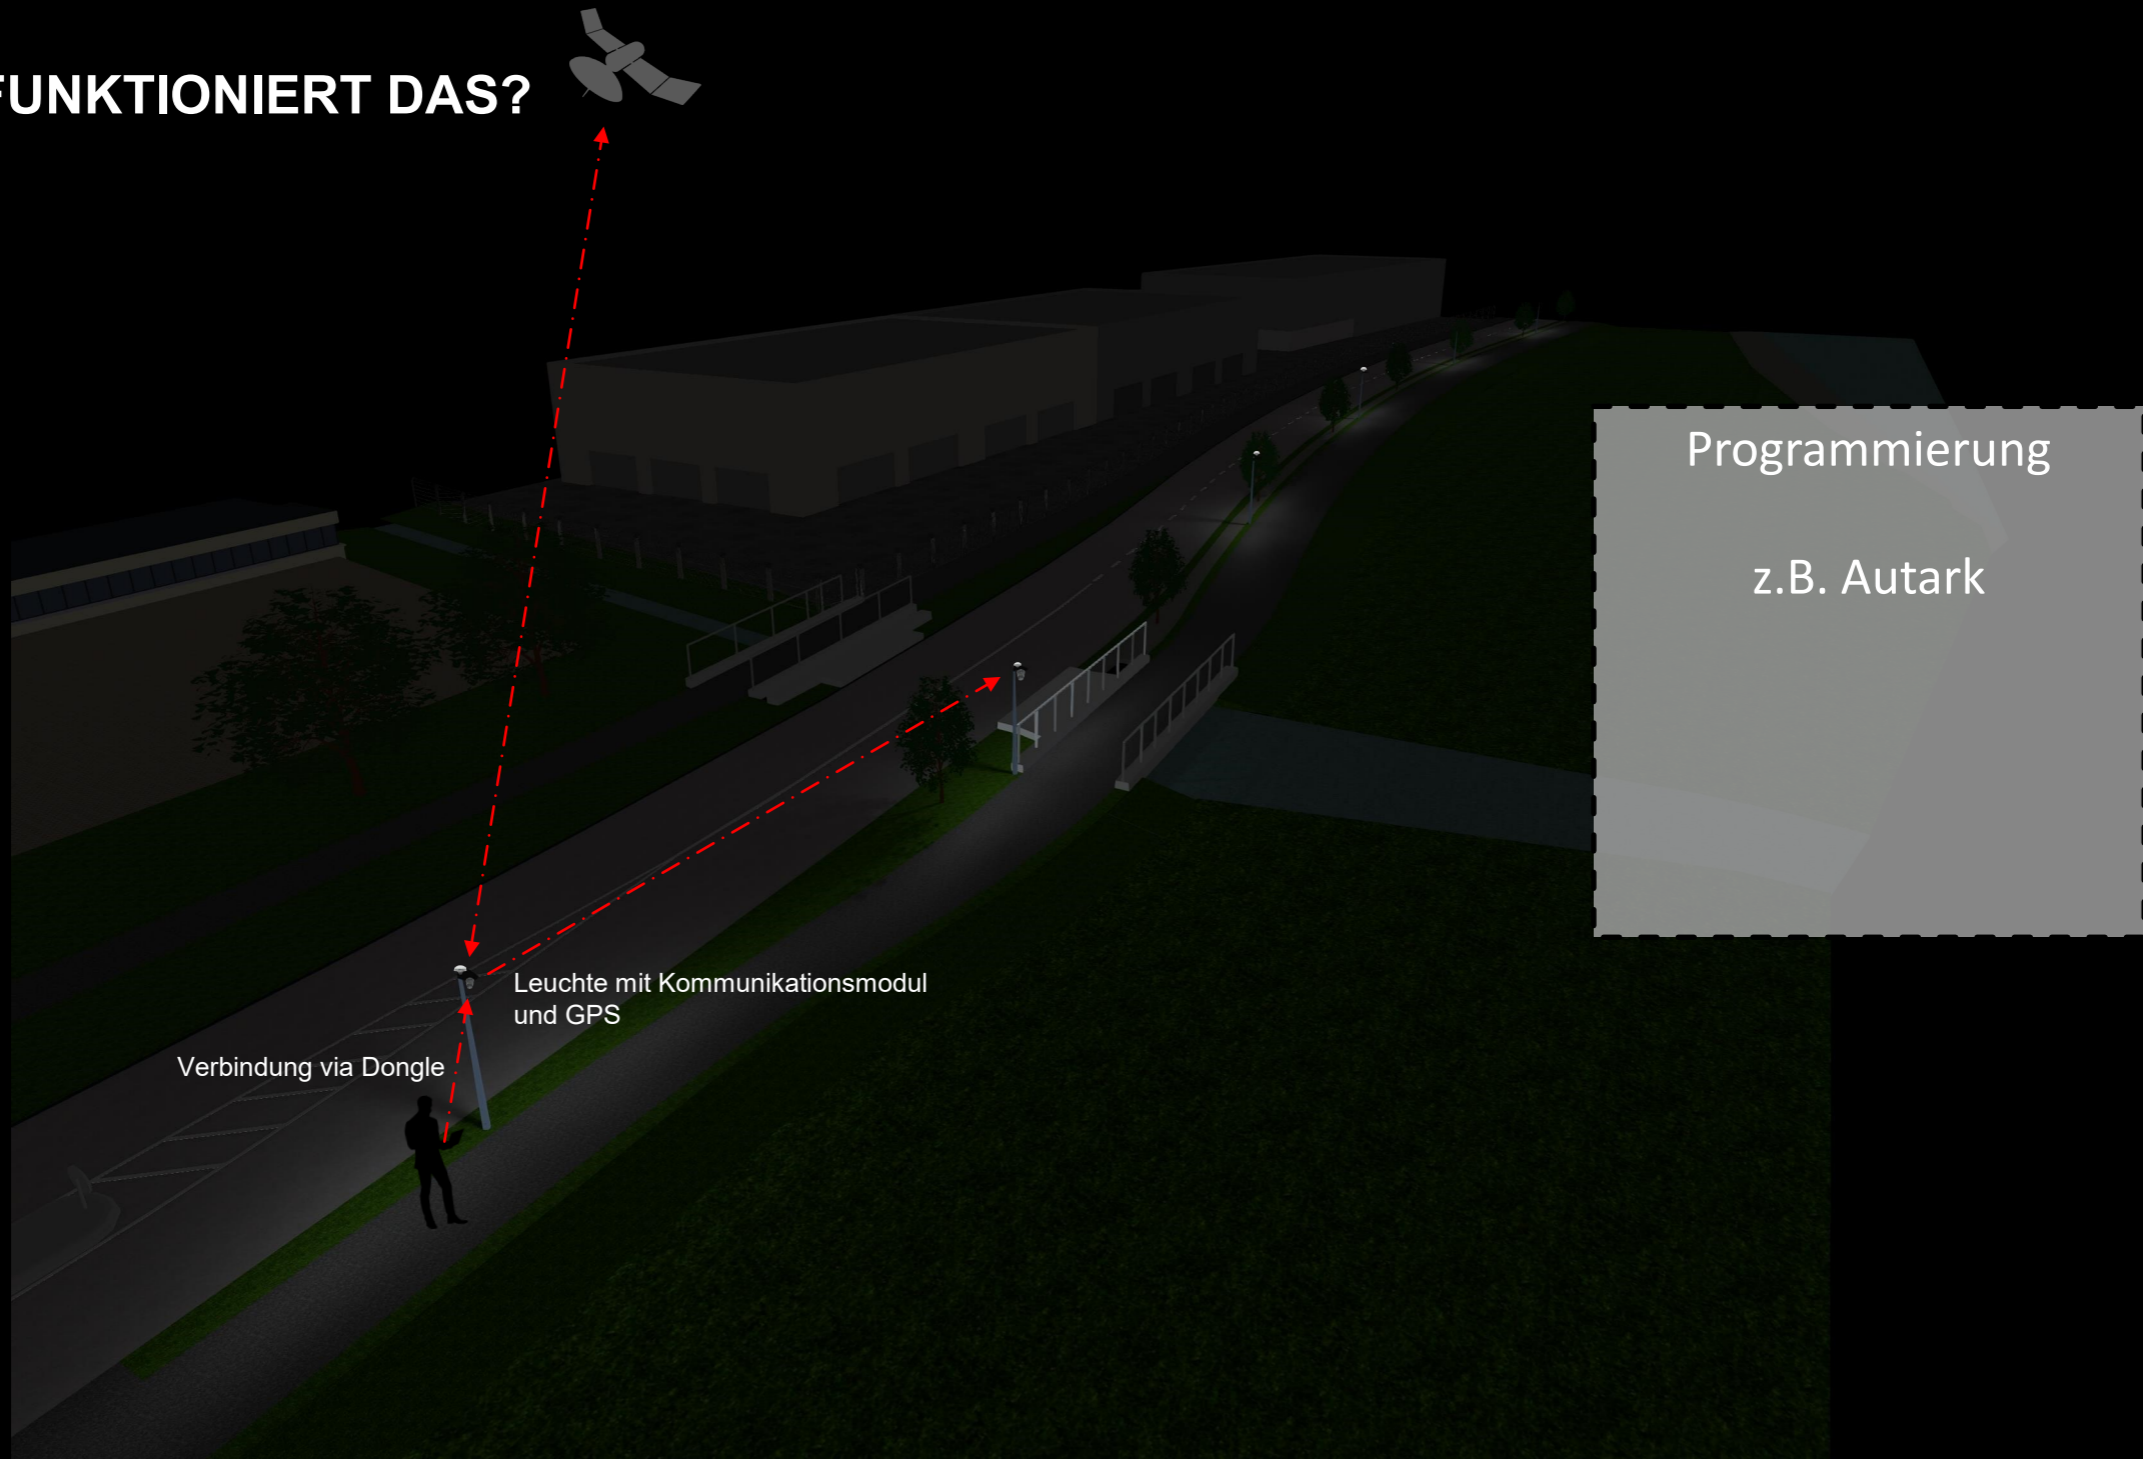 FUNKTIONIERT DAS?
Programmierung
z.B. Autark
Leuchte mit Kommunikationsmodul
und GPS
Verbindung via Dongle